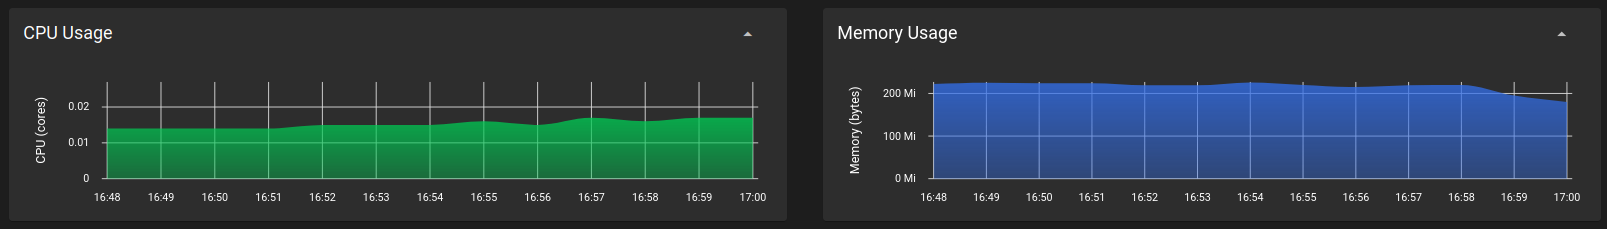 CPU Usage
CPU (cores)
0.02
0.01
0
16:48 16:49 16:50 16:51 16:52 16:53 16:54 16:55 16:56 16:57 16:58 16:59 17:00
Memory Usage
Memory (bytes)
200 Mi
100 Mi
0 Mi
16:48 16:49 16:50 16:51 16:52 16:53 16:54 16:55 16:56 16:57 16:58 16:59 17:00